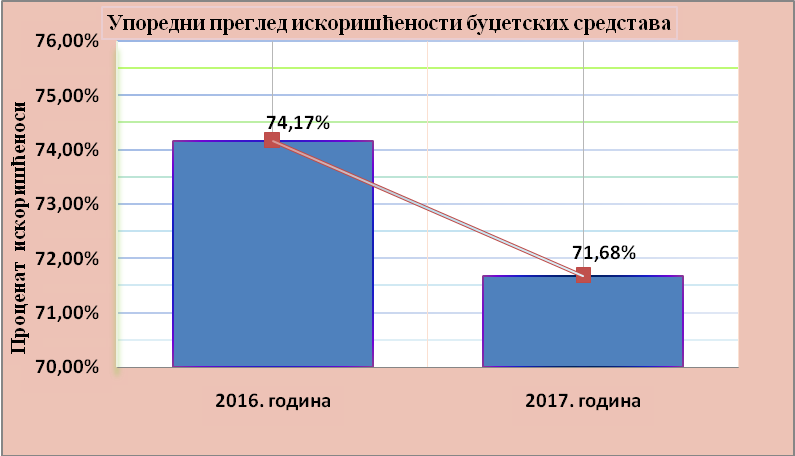 Упоредни преглед искоришћености буџетских средстава
76,00%
75,00%
74,00%
73,00%
72,00%
71,00%
70,00%
Проценат искоришћеноси
74,17%
71,68%
2016. година
2017. година